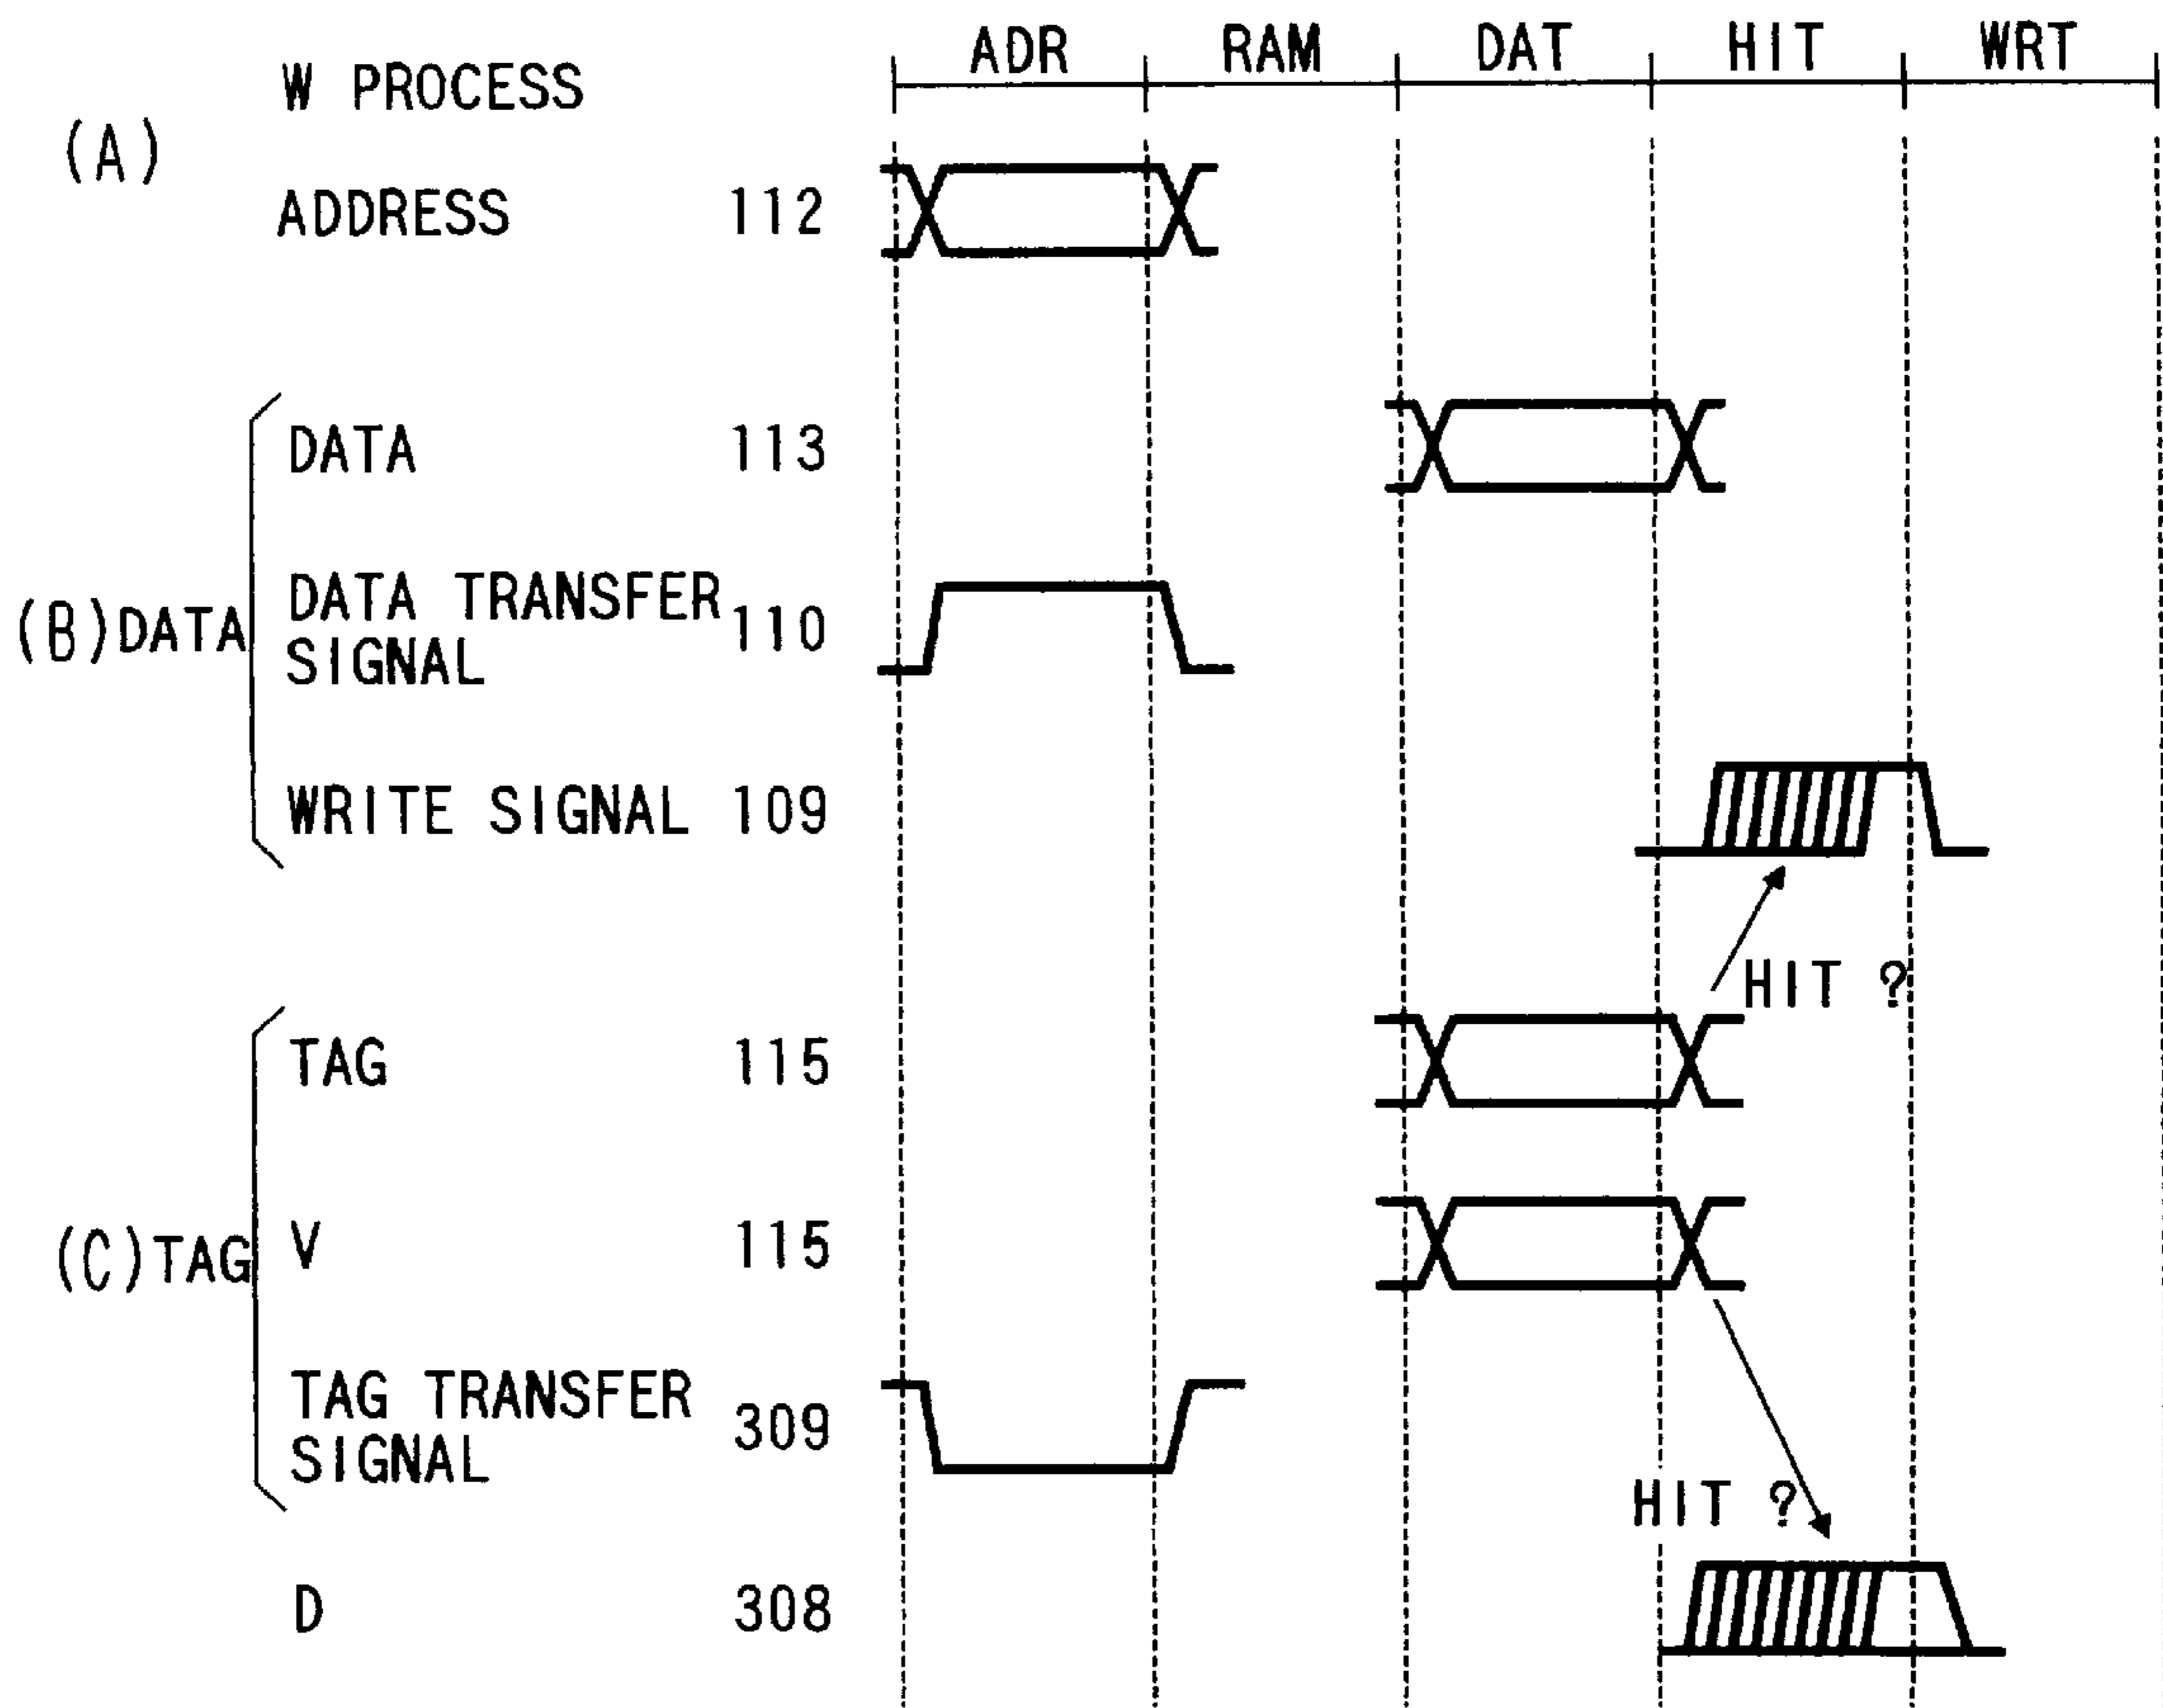 ADR RAM DAT HIT WRT
W PROCESS
(A)
ADDRESS 112
DATA 113
DATA TRANSFER
SIGNAL 110
(B) DATA
WRITE SIGNAL 109
HIT ?
TAG 115
(C) TAG
V 115
TAG TRANSFER
SIGNAL 309
HIT ?
D 308